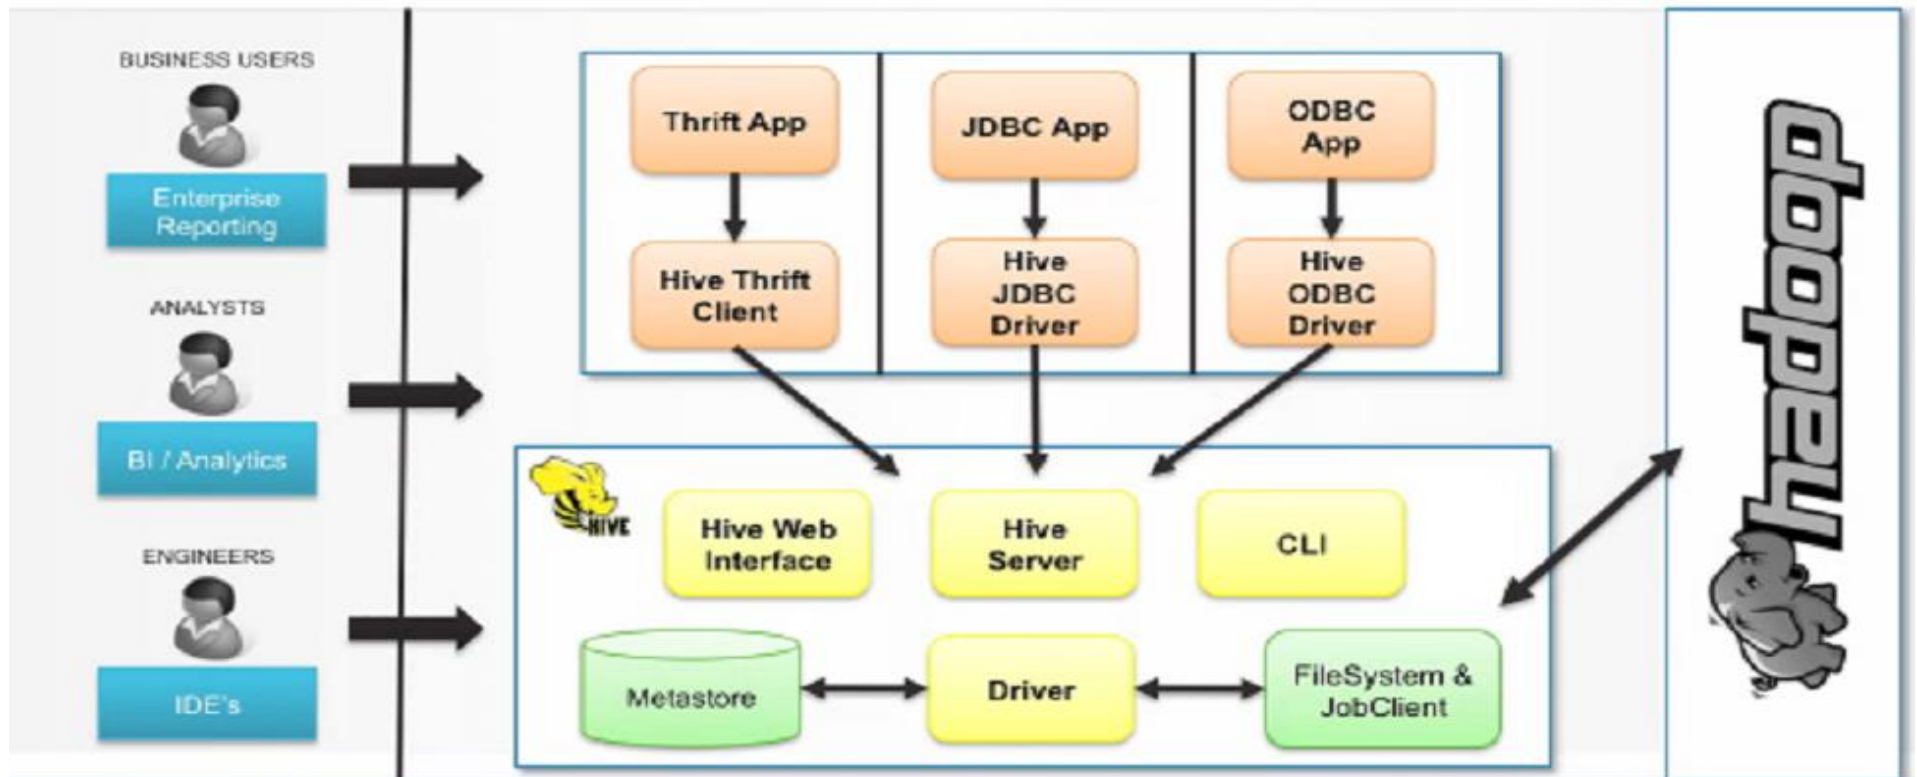 BUSINESS USERS
Enterprise
Reporting
ANALYSTS
BI / Analytics
ENGINEERS
IDE's
Thrift App
JDBC App
ODBC
App
Hive Thrift
Client
Hive
JDBC
Driver
Hive
ODBC
Driver
HIVE
Hive Web
Interface
Hive
Server
CLI
Metastore
Driver
FileSystem &
JobClient
hadoop